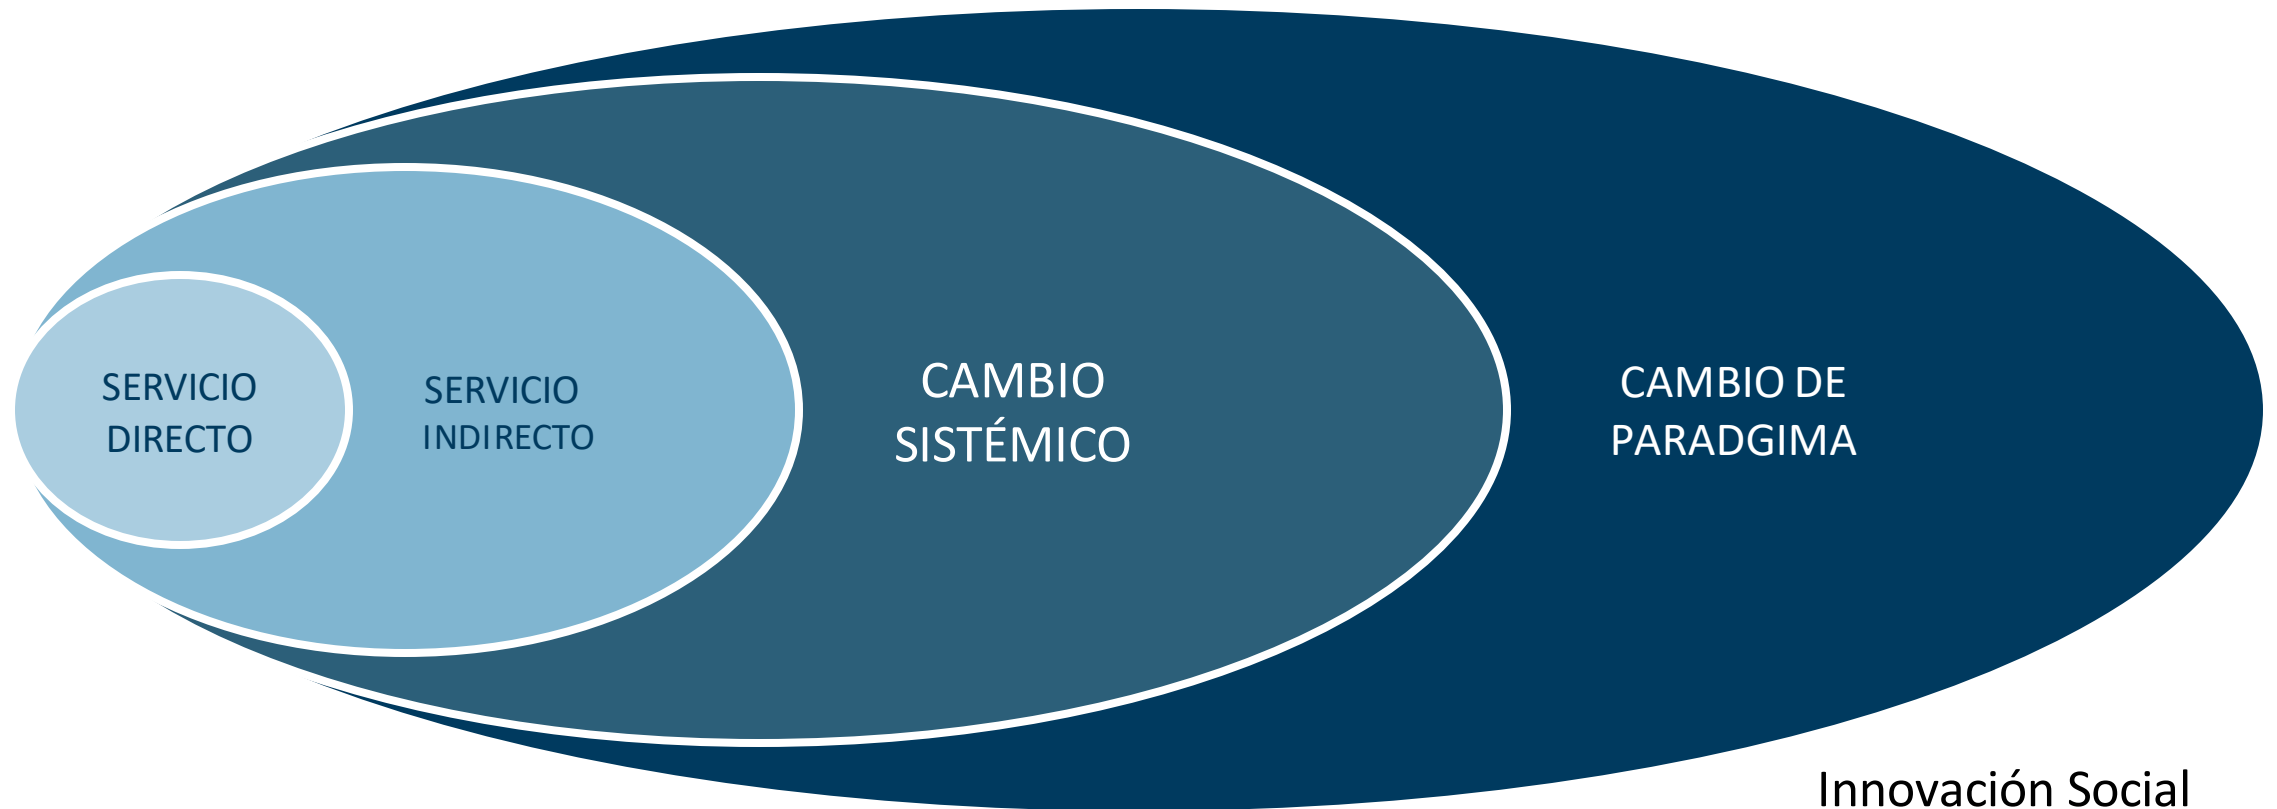 SERVICIO
DIRECTO
SERVICIO
INDIRECTO
CAMBIO
SISTÉMICO
CAMBIO DE
PARADGIMA
Innovación Social